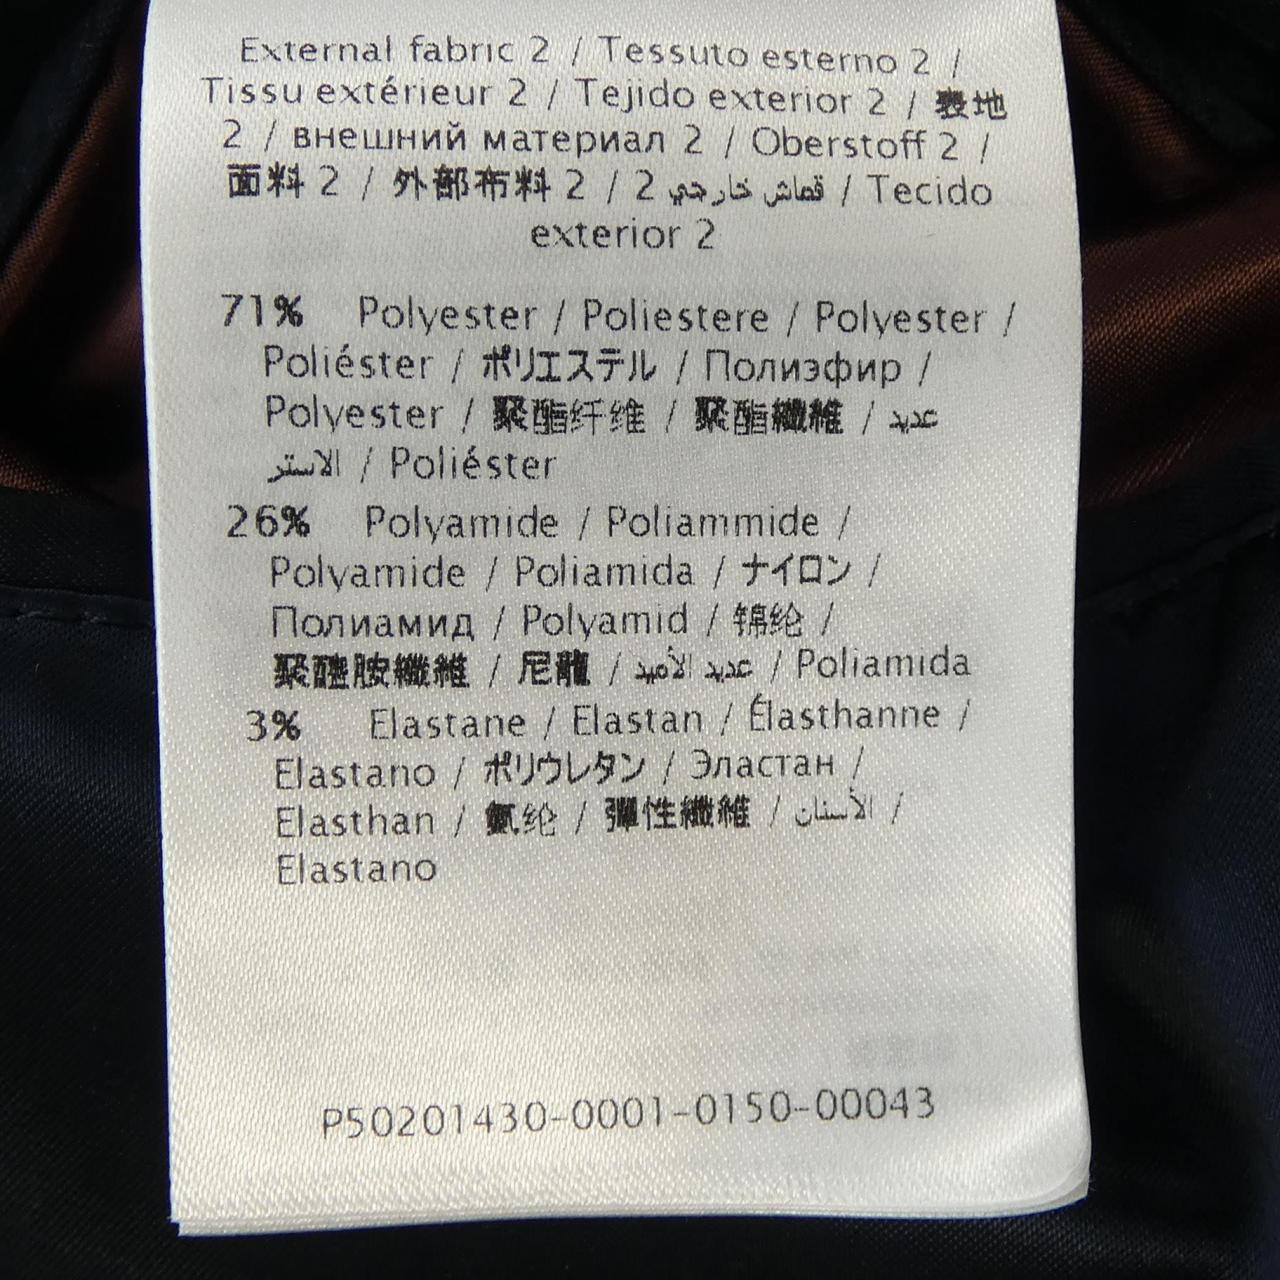 External fabric 2 / Tessuto esterno 2 /
Tissu extérieur 2 / Tejido exterior 2 / 表地
2 / внешний материал 2 / Oberstoff 2 /
面料 2 / 外部布料 2 / 2 قماش خارجي / Tecido
exterior 2
71% Polyester / Poliestere / Polyester /
Poliéster / ポリエステル / Полиэфир /
Polyester / 聚酯纤维 / 聚酯纖維 / عديد
الاستر / Poliéster
26% Polyamide / Poliammide /
Polyamide / Poliamida / ナイロン /
Полиамид / Polyamid / 锦纶 /
聚醯胺纖維 / 尼龍 / عديد الأميد / Poliamida
3% Elastane / Elastan / Élasthanne /
Elastano / ポリウレタン / Эластан /
Elasthan / 氨纶 / 彈性纖維 / الأستان /
Elastano
P50201430-0001-0150-00043